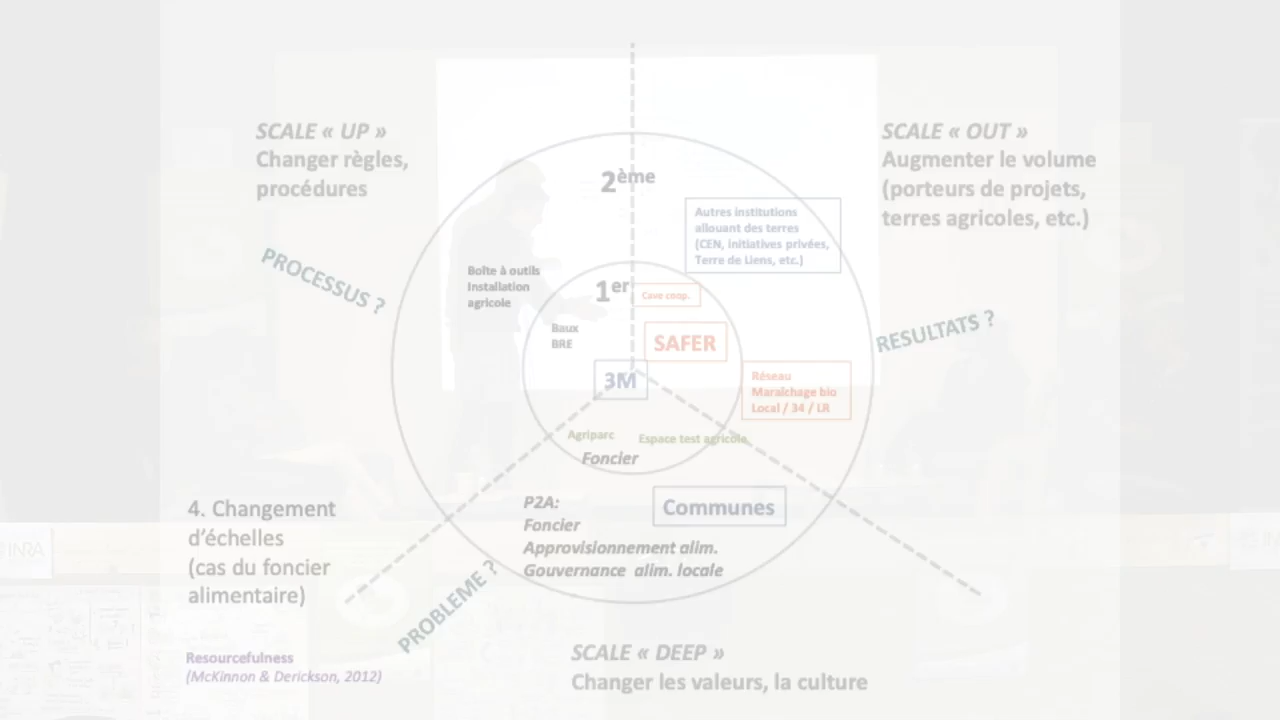 SCALE « UP »
Changer règles,
procédures
SCALE « OUT »
Augmenter le volume
(porteurs de projets,
terres agricoles, etc.)
2ème
Autres institutions
allouant des terres
(CEN, initiatives privées,
Terre de Liens, etc.)
PROCESSUS ?
Boîte à outils
Installation
agricole
1er
Cave coop.
Baux
BRE
SAFER
RESULTATS ?
3M
Réseau
Maraîchage bio
Local / 34 / LR
Agriparc
Espace test agricole
Foncier
4. Changement
d'échelles
(cas du foncier
alimentaire)
P2A:
Foncier
Approvisionnement alim.
Gouvernance alim. locale
Communes
INRA
PROBLEME ?
Resourcefulness
(McKinnon & Derickson, 2012)
SCALE « DEEP »
Changer les valeurs, la culture